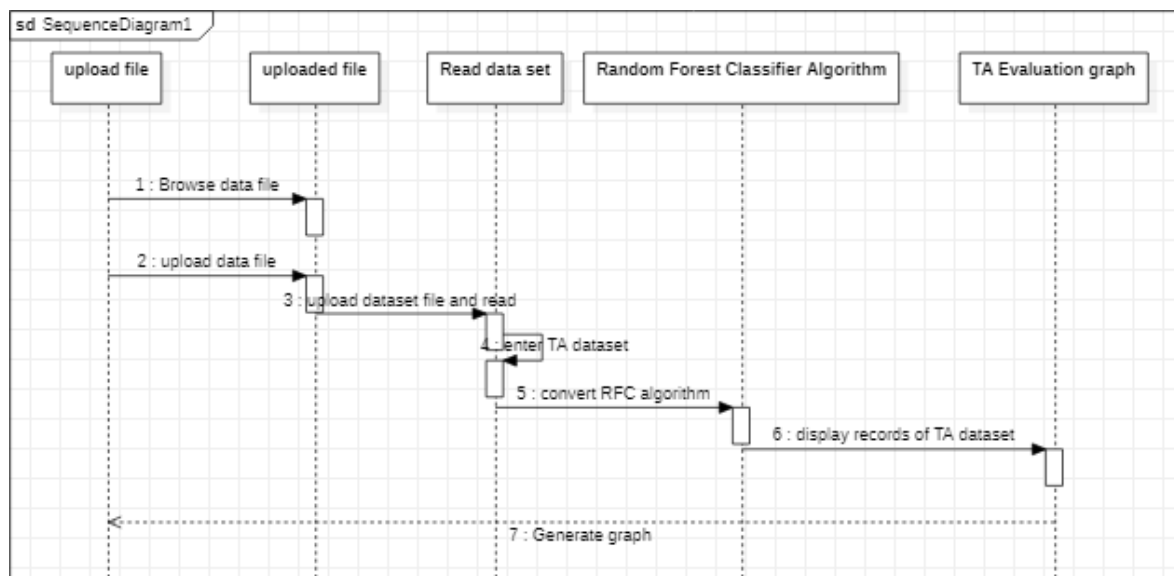 sd SequenceDiagram1
upload file
uploaded file
Read data set
Random Forest Classifier Algorithm
TA Evaluation graph
1 : Browse data file
2 : upload data file
3 : upload dataset file and read
4 : enter TA dataset
5 : convert RFC algorithm
6 : display records of TA dataset
7 : Generate graph